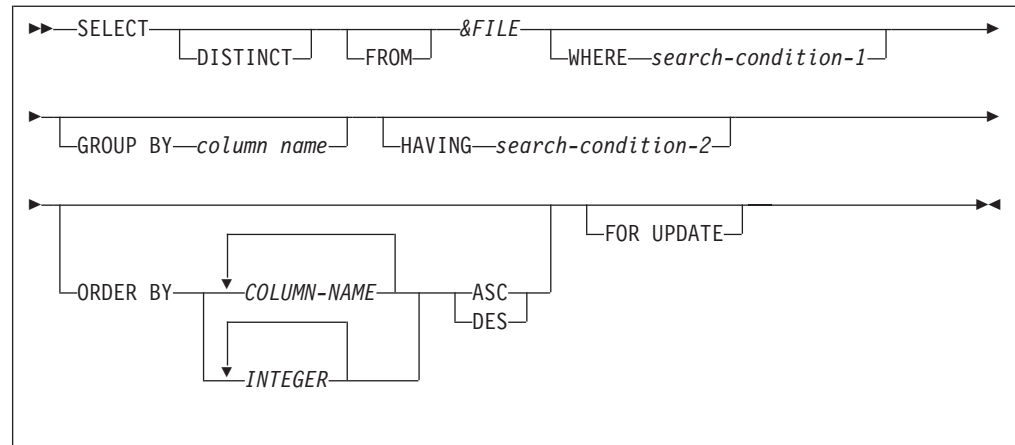 SELECT DISTINCT FROM &FILE WHERE search-condition-1
GROUP BY column name HAVING search-condition-2
ORDER BY COLUMN-NAME ASC DES FOR UPDATE
INTEGER